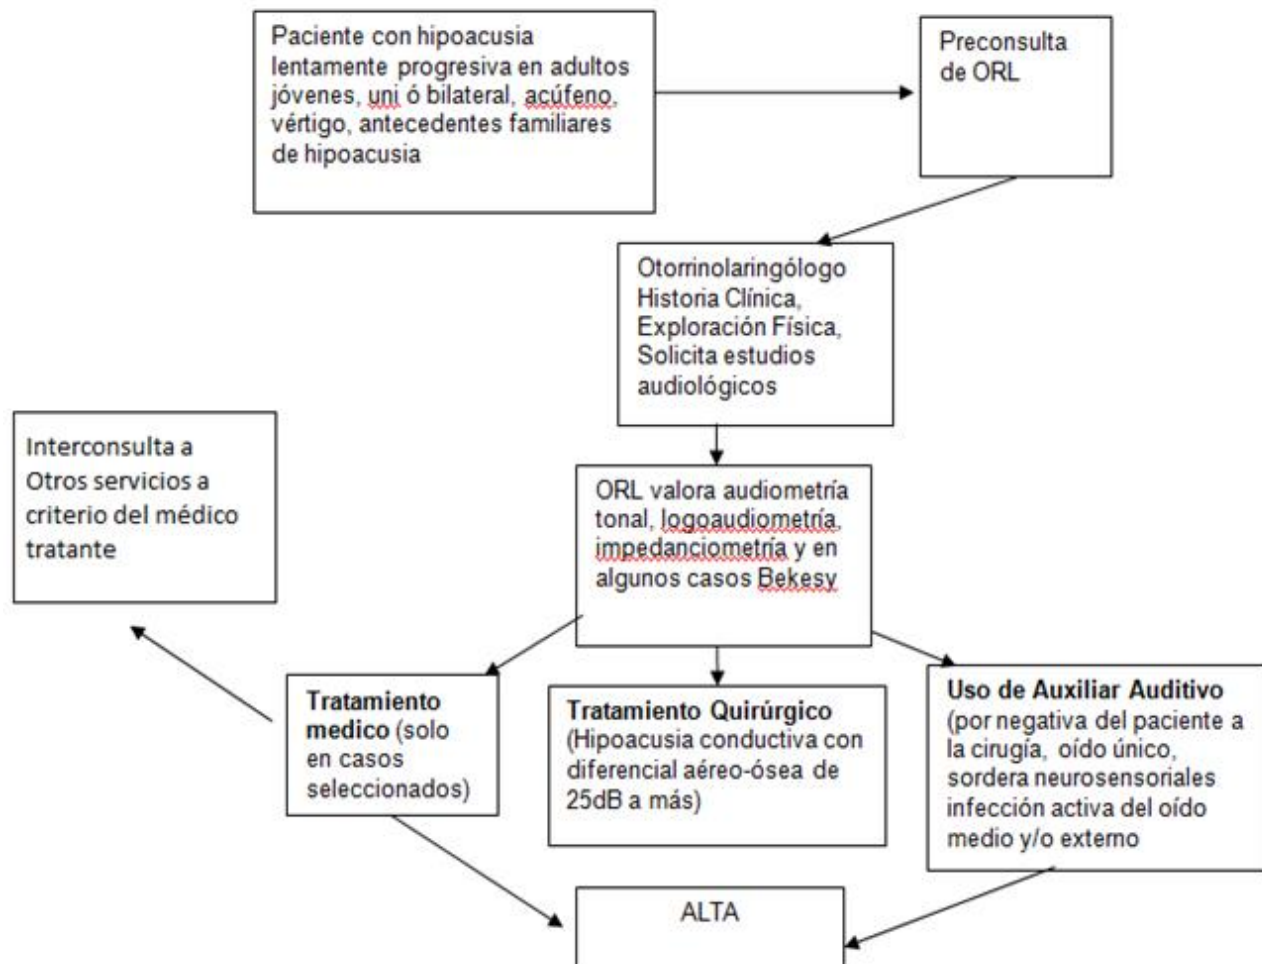 Paciente con hipoacusia
lentamente progresiva en adultos
jóvenes, uni ó bilateral, acúfeno,
vértigo, antecedentes familiares
de hipoacusia
Preconsulta
de ORL
Otorrinolaringólogo
Historia Clínica,
Exploración Física,
Solicita estudios
audiológicos
Interconsulta a
Otros servicios a
criterio del médico
tratante
ORL valora audiometría
tonal, logoaudiometría,
impedanciometría y en
algunos casos Bekesy
Tratamiento
medico (solo
en casos
seleccionados)
Tratamiento Quirúrgico
(Hipoacusia conductiva con
diferencial aéreo-ósea de
25dB a más)
Uso de Auxiliar Auditivo
(por negativa del paciente a
la cirugía, oído único,
sordera neurosensoriales
infección activa del oído
medio y/o externo
ALTA